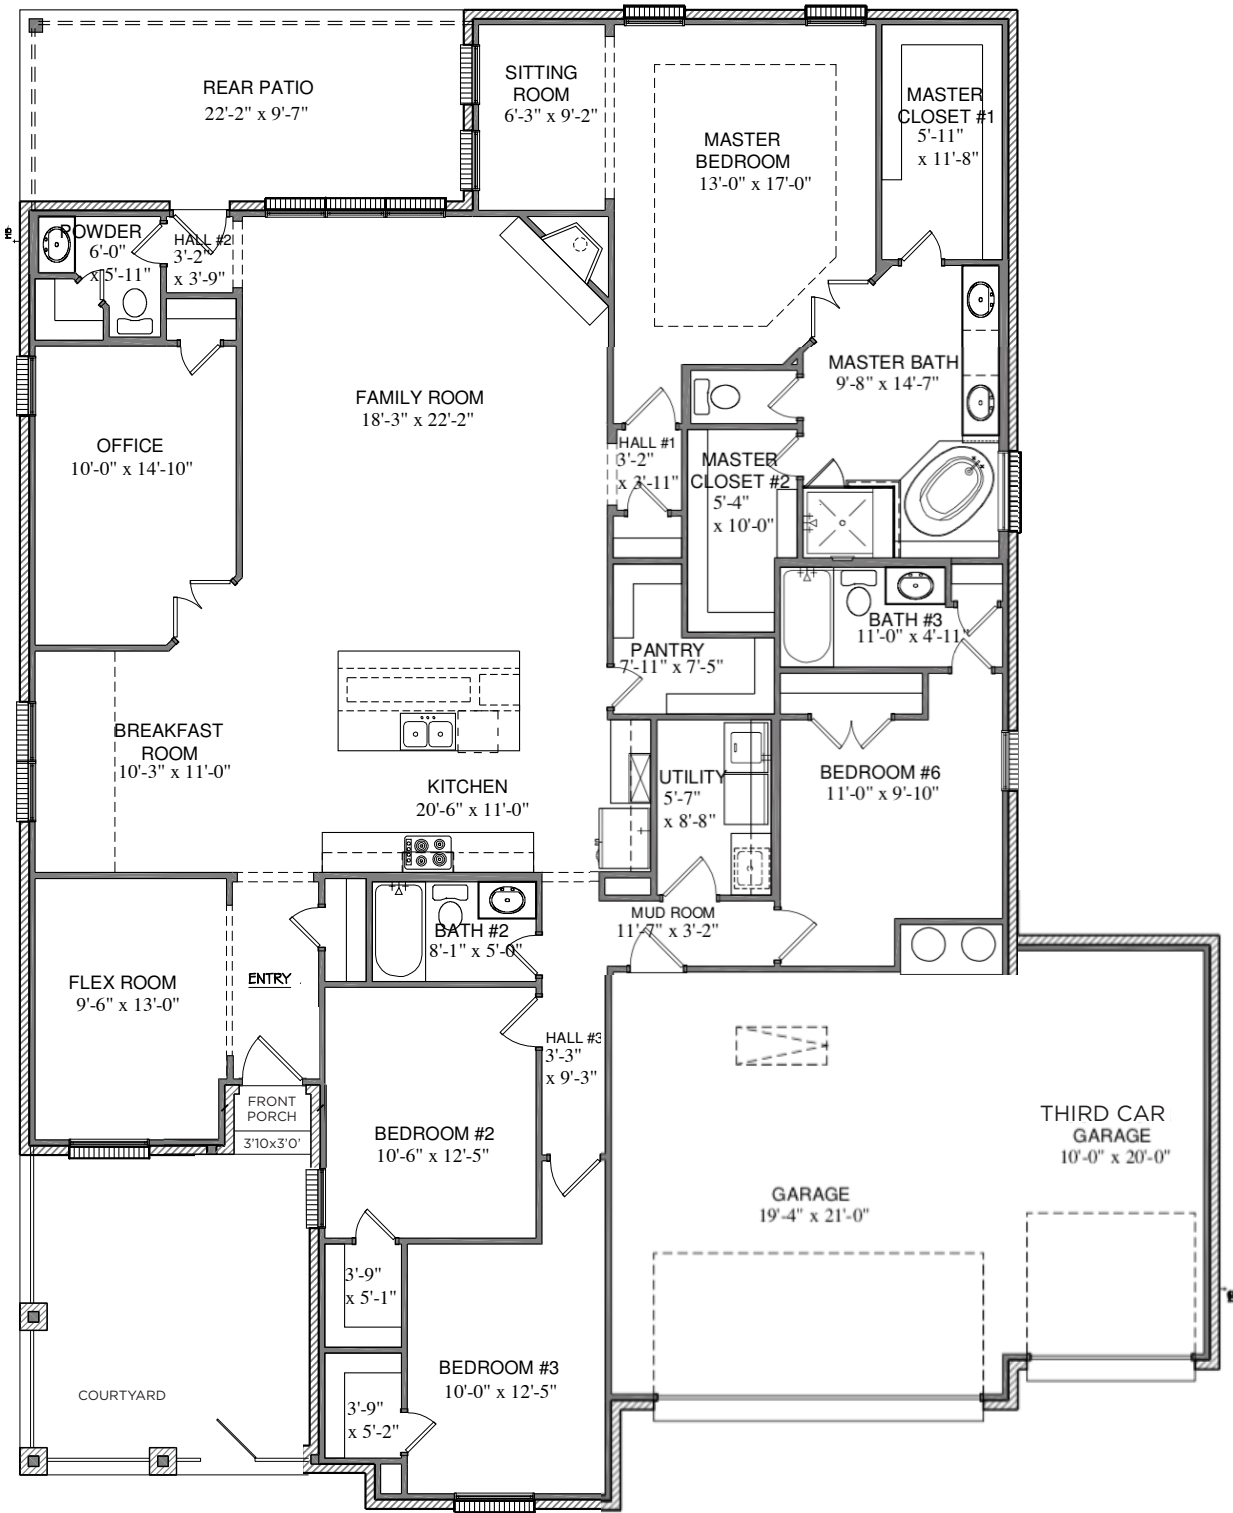 REAR PATIO
22'-2" x 9'-7"
SITTING
ROOM
6'-3" x 9'-2"
MASTER
BEDROOM
13'-0" x 17'-0"
MASTER
CLOSET #1
5'-11"
x 11'-8"
POWDER
6'-0"
x 5'-11"
HALL #2
3'-2"
x 3'-9"
HB
FAMILY ROOM
18'-3" x 22'-2"
MASTER BATH
9'-8" x 14'-7"
OFFICE
10'-0" x 14'-10"
HALL #1
3'-2"
x 3'-11"
MASTER
CLOSET #2
5'-4"
x 10'-0"
BATH #3
11'-0" x 4'-11"
PANTRY
7'-11" x 7'-5"
BREAKFAST
ROOM
10'-3" x 11'-0"
KITCHEN
20'-6" x 11'-0"
UTILITY
5'-7"
x 8'-8"
BEDROOM #6
11'-0" x 9'-10"
MUD ROOM
11'-7" x 3'-2"
BATH #2
8'-1" x 5'-0"
FLEX ROOM
9'-6" x 13'-0"
ENTRY
HALL #3
3'-3"
x 9'-3"
FRONT
PORCH
3'10x3'0'
BEDROOM #2
10'-6" x 12'-5"
THIRD CAR
GARAGE
10'-0" x 20'-0"
GARAGE
19'-4" x 21'-0"
3'-9"
x 5'-1"
BEDROOM #3
10'-0" x 12'-5"
3'-9"
x 5'-2"
COURTYARD
HB